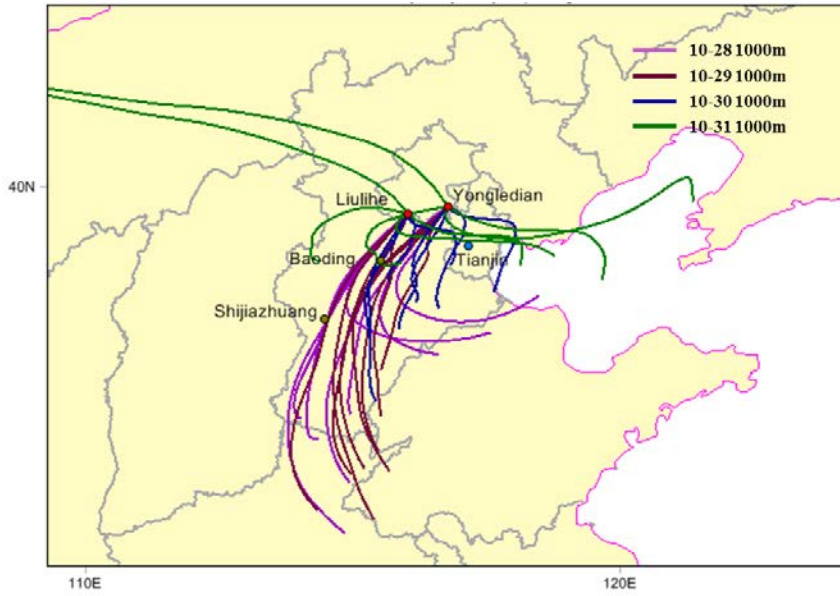 10-28 1000m
10-29 1000m
10-30 1000m
10-31 1000m
40N
Liulihe
Yongledian
Baoding
Tianjin
Shijiazhuang
110E
120E